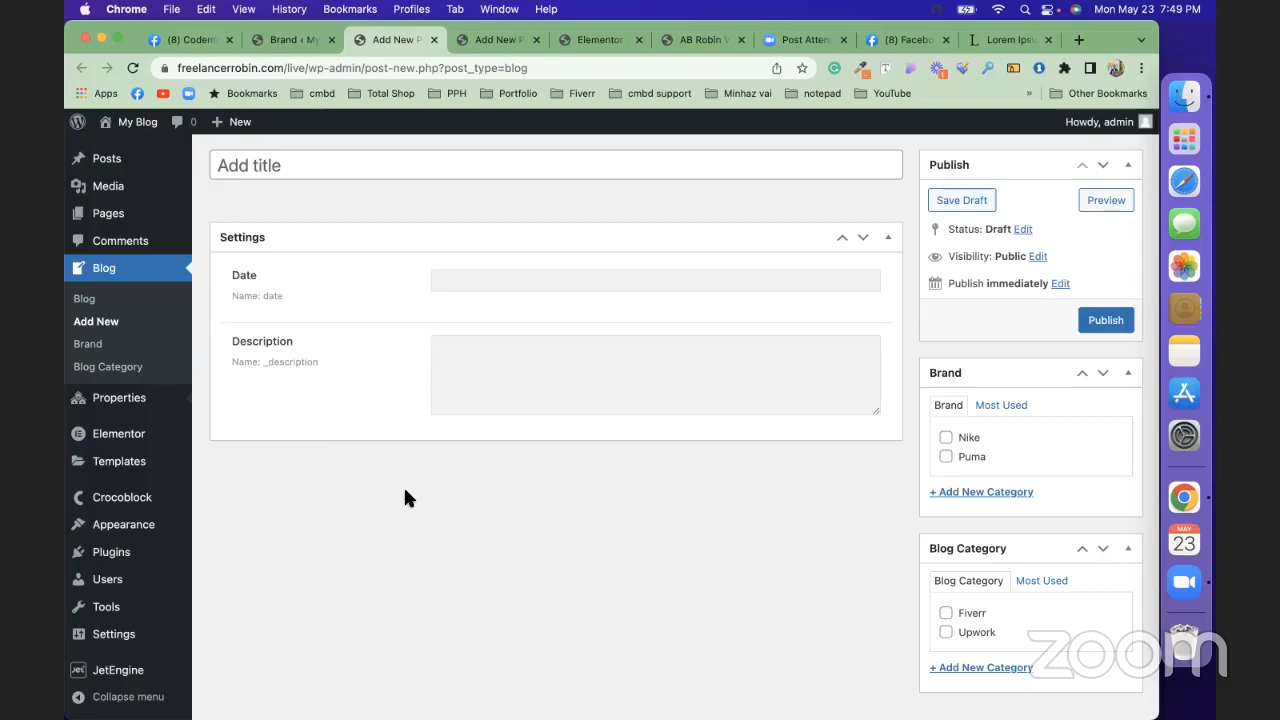 Chrome File Edit View History Bookmarks Profiles Tab Window Help Mon May 23 7:49 PM
(8) Codem Brand ‹ My Add New P Add New P Elementor AB Robin V Post Atten (8) Facebo Lorem Ipsu
freelancerrobin.com/live/wp-admin/post-new.php?post_type=blog
Apps Bookmarks cmbd Total Shop PPH Portfolio Fiverr cmbd support Minhaz vai notepad YouTube » Other Bookmarks
My Blog 0 + New Howdy, admin
Posts
Media
Pages
Comments
Blog
Blog
Add New
Brand
Blog Category
Properties
Elementor
Templates
Crocoblock
Appearance
Plugins
Users
Tools
Settings
JetEngine
Collapse menu
Add title
Settings
Date
Name: date
Description
Name: _description
Publish
Save Draft Preview
Status: Draft Edit
Visibility: Public Edit
Publish immediately Edit
Publish
Brand
Brand Most Used
Nike
Puma
+ Add New Category
Blog Category
Blog Category Most Used
Fiverr
Upwork
+ Add New Category
MAY
23
zoom